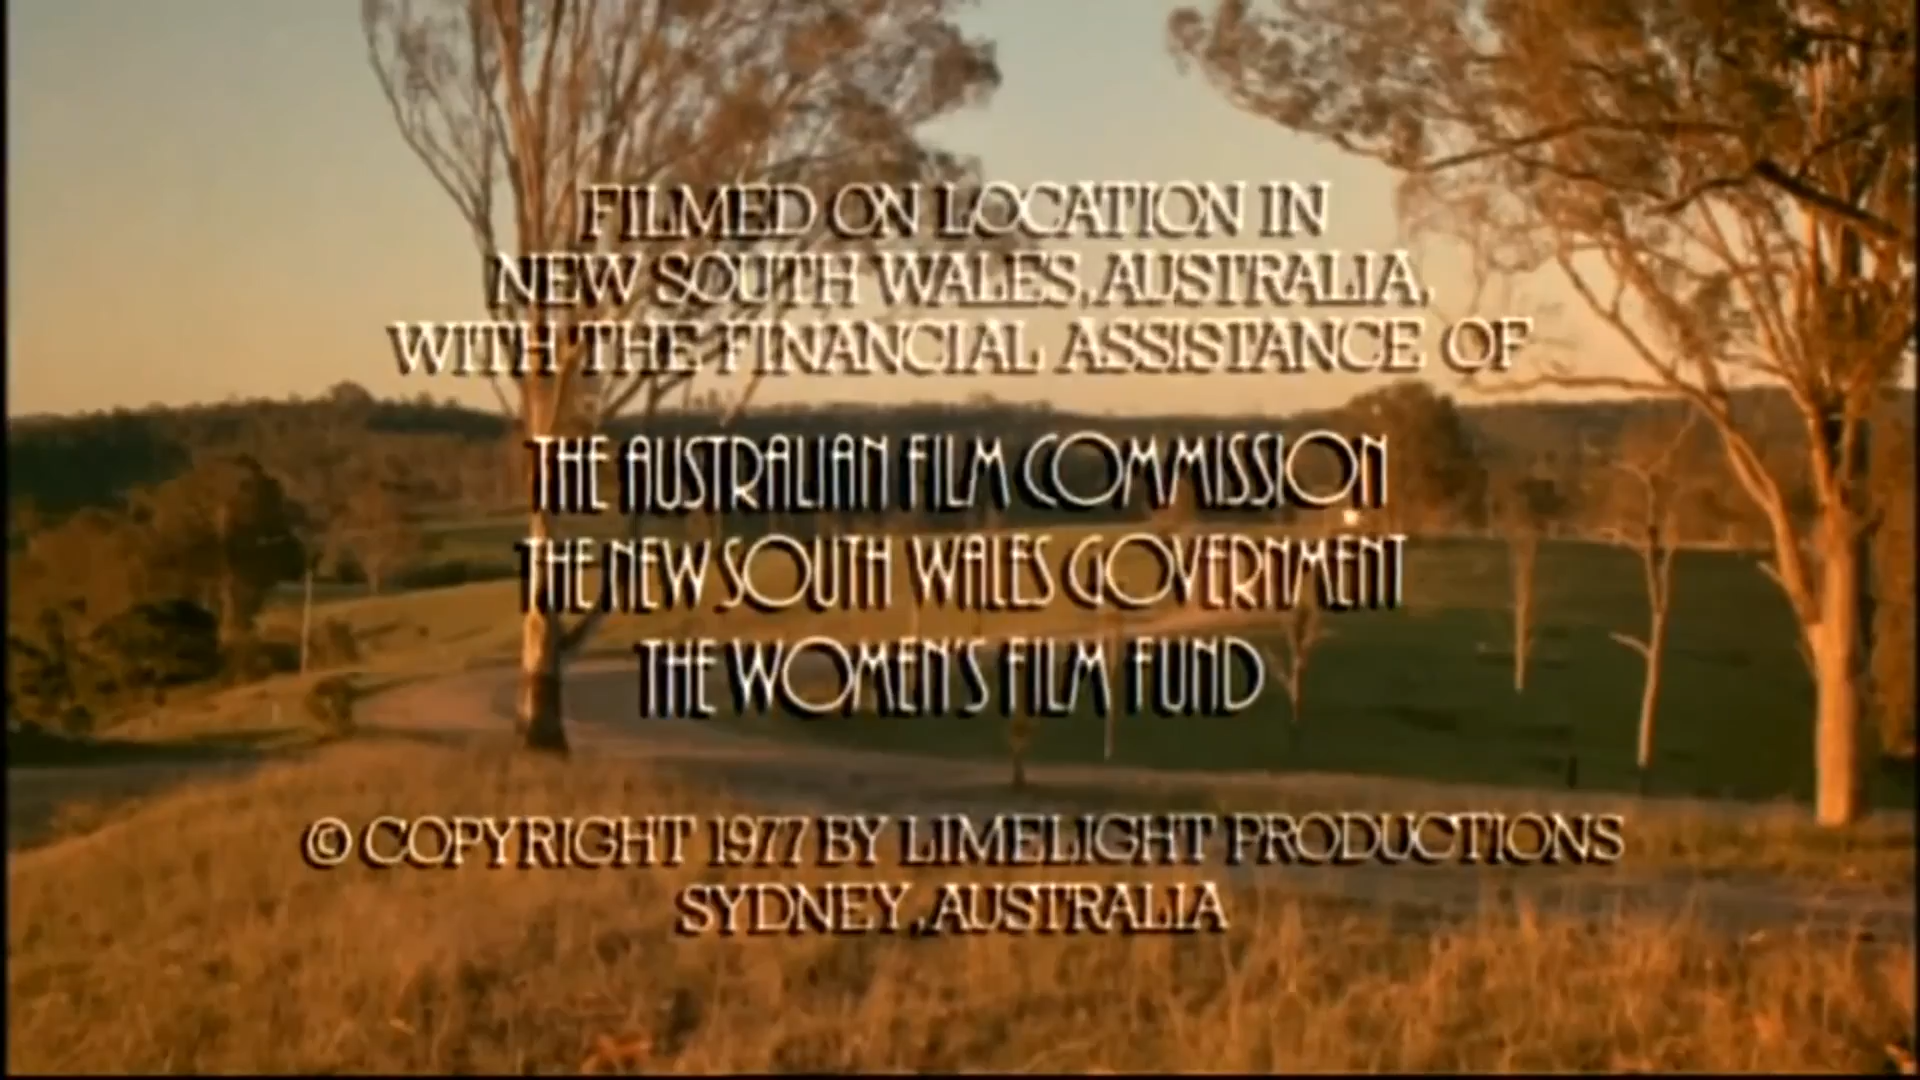 FILMED ON LOCATION IN
NEW SOUTH WALES, AUSTRALIA,
WITH THE FINANCIAL ASSISTANCE OF
THE AUSTRALIAN FILM COMMISSION
THE NEW SOUTH WALES GOVERNMENT
THE WOMEN'S FILM FUND
© COPYRIGHT 1977 BY LIMELIGHT PRODUCTIONS
SYDNEY, AUSTRALIA